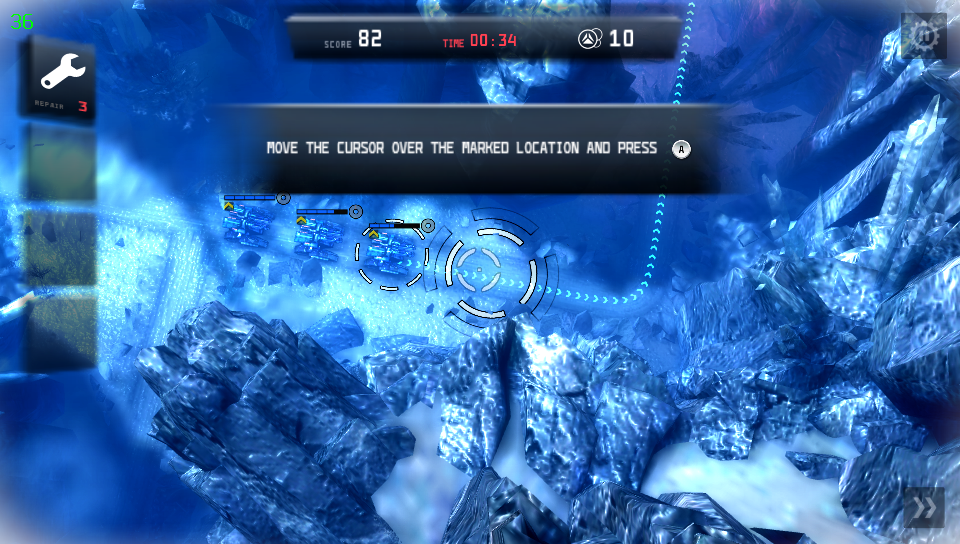 36
SCORE 82
TIME 00:34
10
REPAIR 3
MOVE THE CURSOR OVER THE MARKED LOCATION AND PRESS A